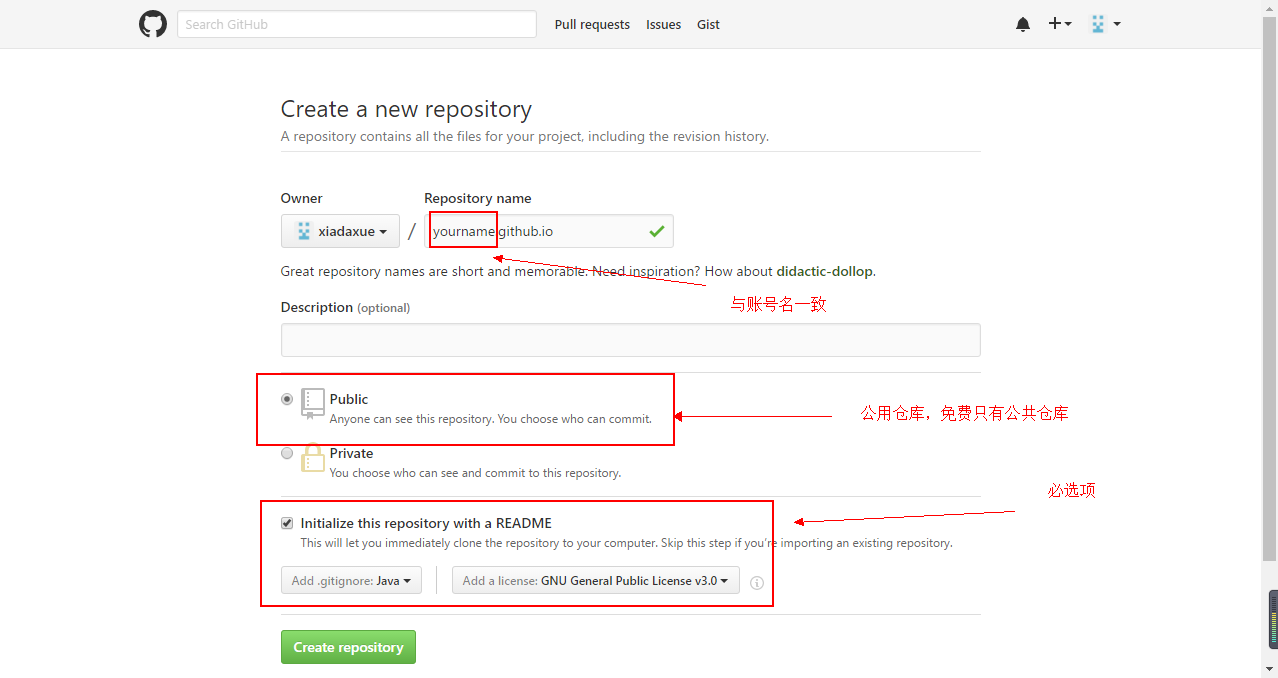 Search GitHub
Pull requests
Issues
Gist
Create a new repository
A repository contains all the files for your project, including the revision history.
Owner
Repository name
xiadaxue
/
yourname.github.io
Great repository names are short and memorable. Need inspiration? How about didactic-dollop.
与账号名一致
Description (optional)
Public
Anyone can see this repository. You choose who can commit.
公用仓库，免费只有公共仓库
Private
You choose who can see and commit to this repository.
必选项
Initialize this repository with a README
This will let you immediately clone the repository to your computer. Skip this step if you're importing an existing repository.
Add .gitignore: Java
Add a license: GNU General Public License v3.0
Create repository